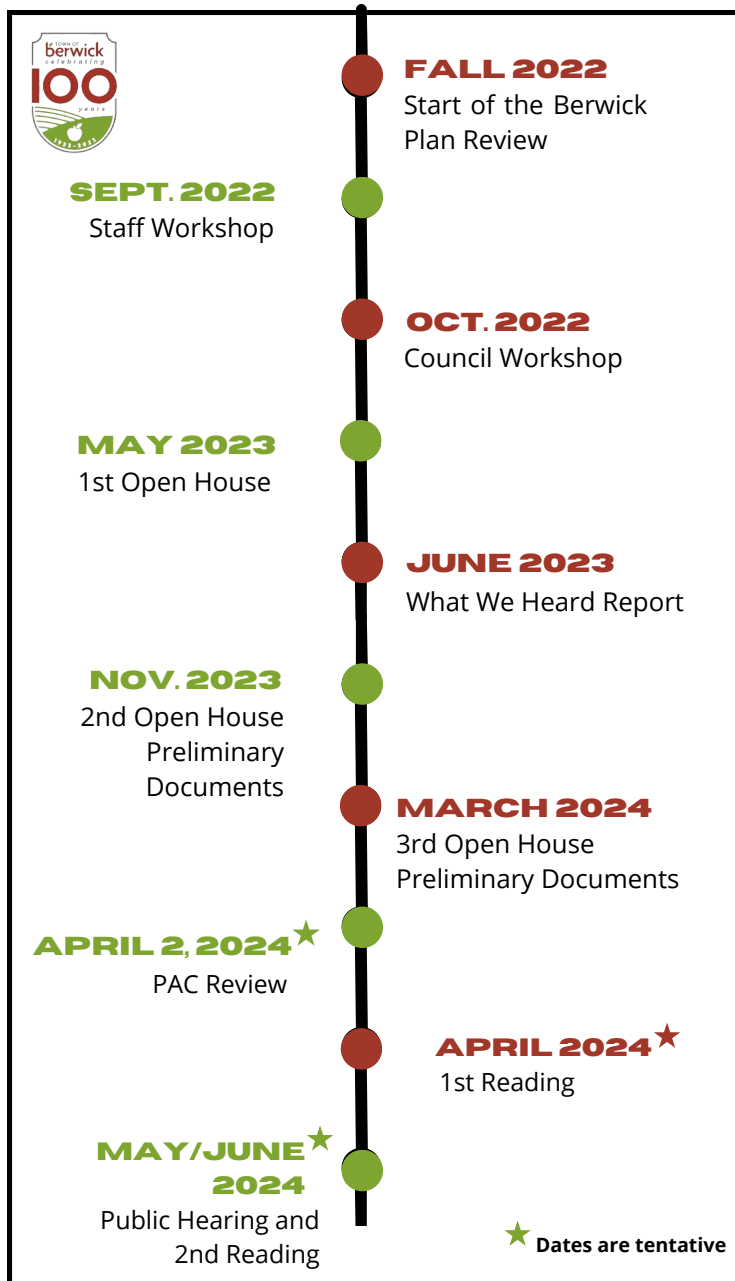 TOWN OF
berwick
celebrating
100
years
1923-2023
FALL 2022
Start of the Berwick
Plan Review
SEPT. 2022
Staff Workshop
OCT. 2022
Council Workshop
MAY 2023
1st Open House
JUNE 2023
What We Heard Report
NOV. 2023
2nd Open House
Preliminary
Documents
MARCH 2024
3rd Open House
Preliminary Documents
APRIL 2, 2024
PAC Review
APRIL 2024
1st Reading
MAY/JUNE
2024
Public Hearing and
2nd Reading
Dates are tentative